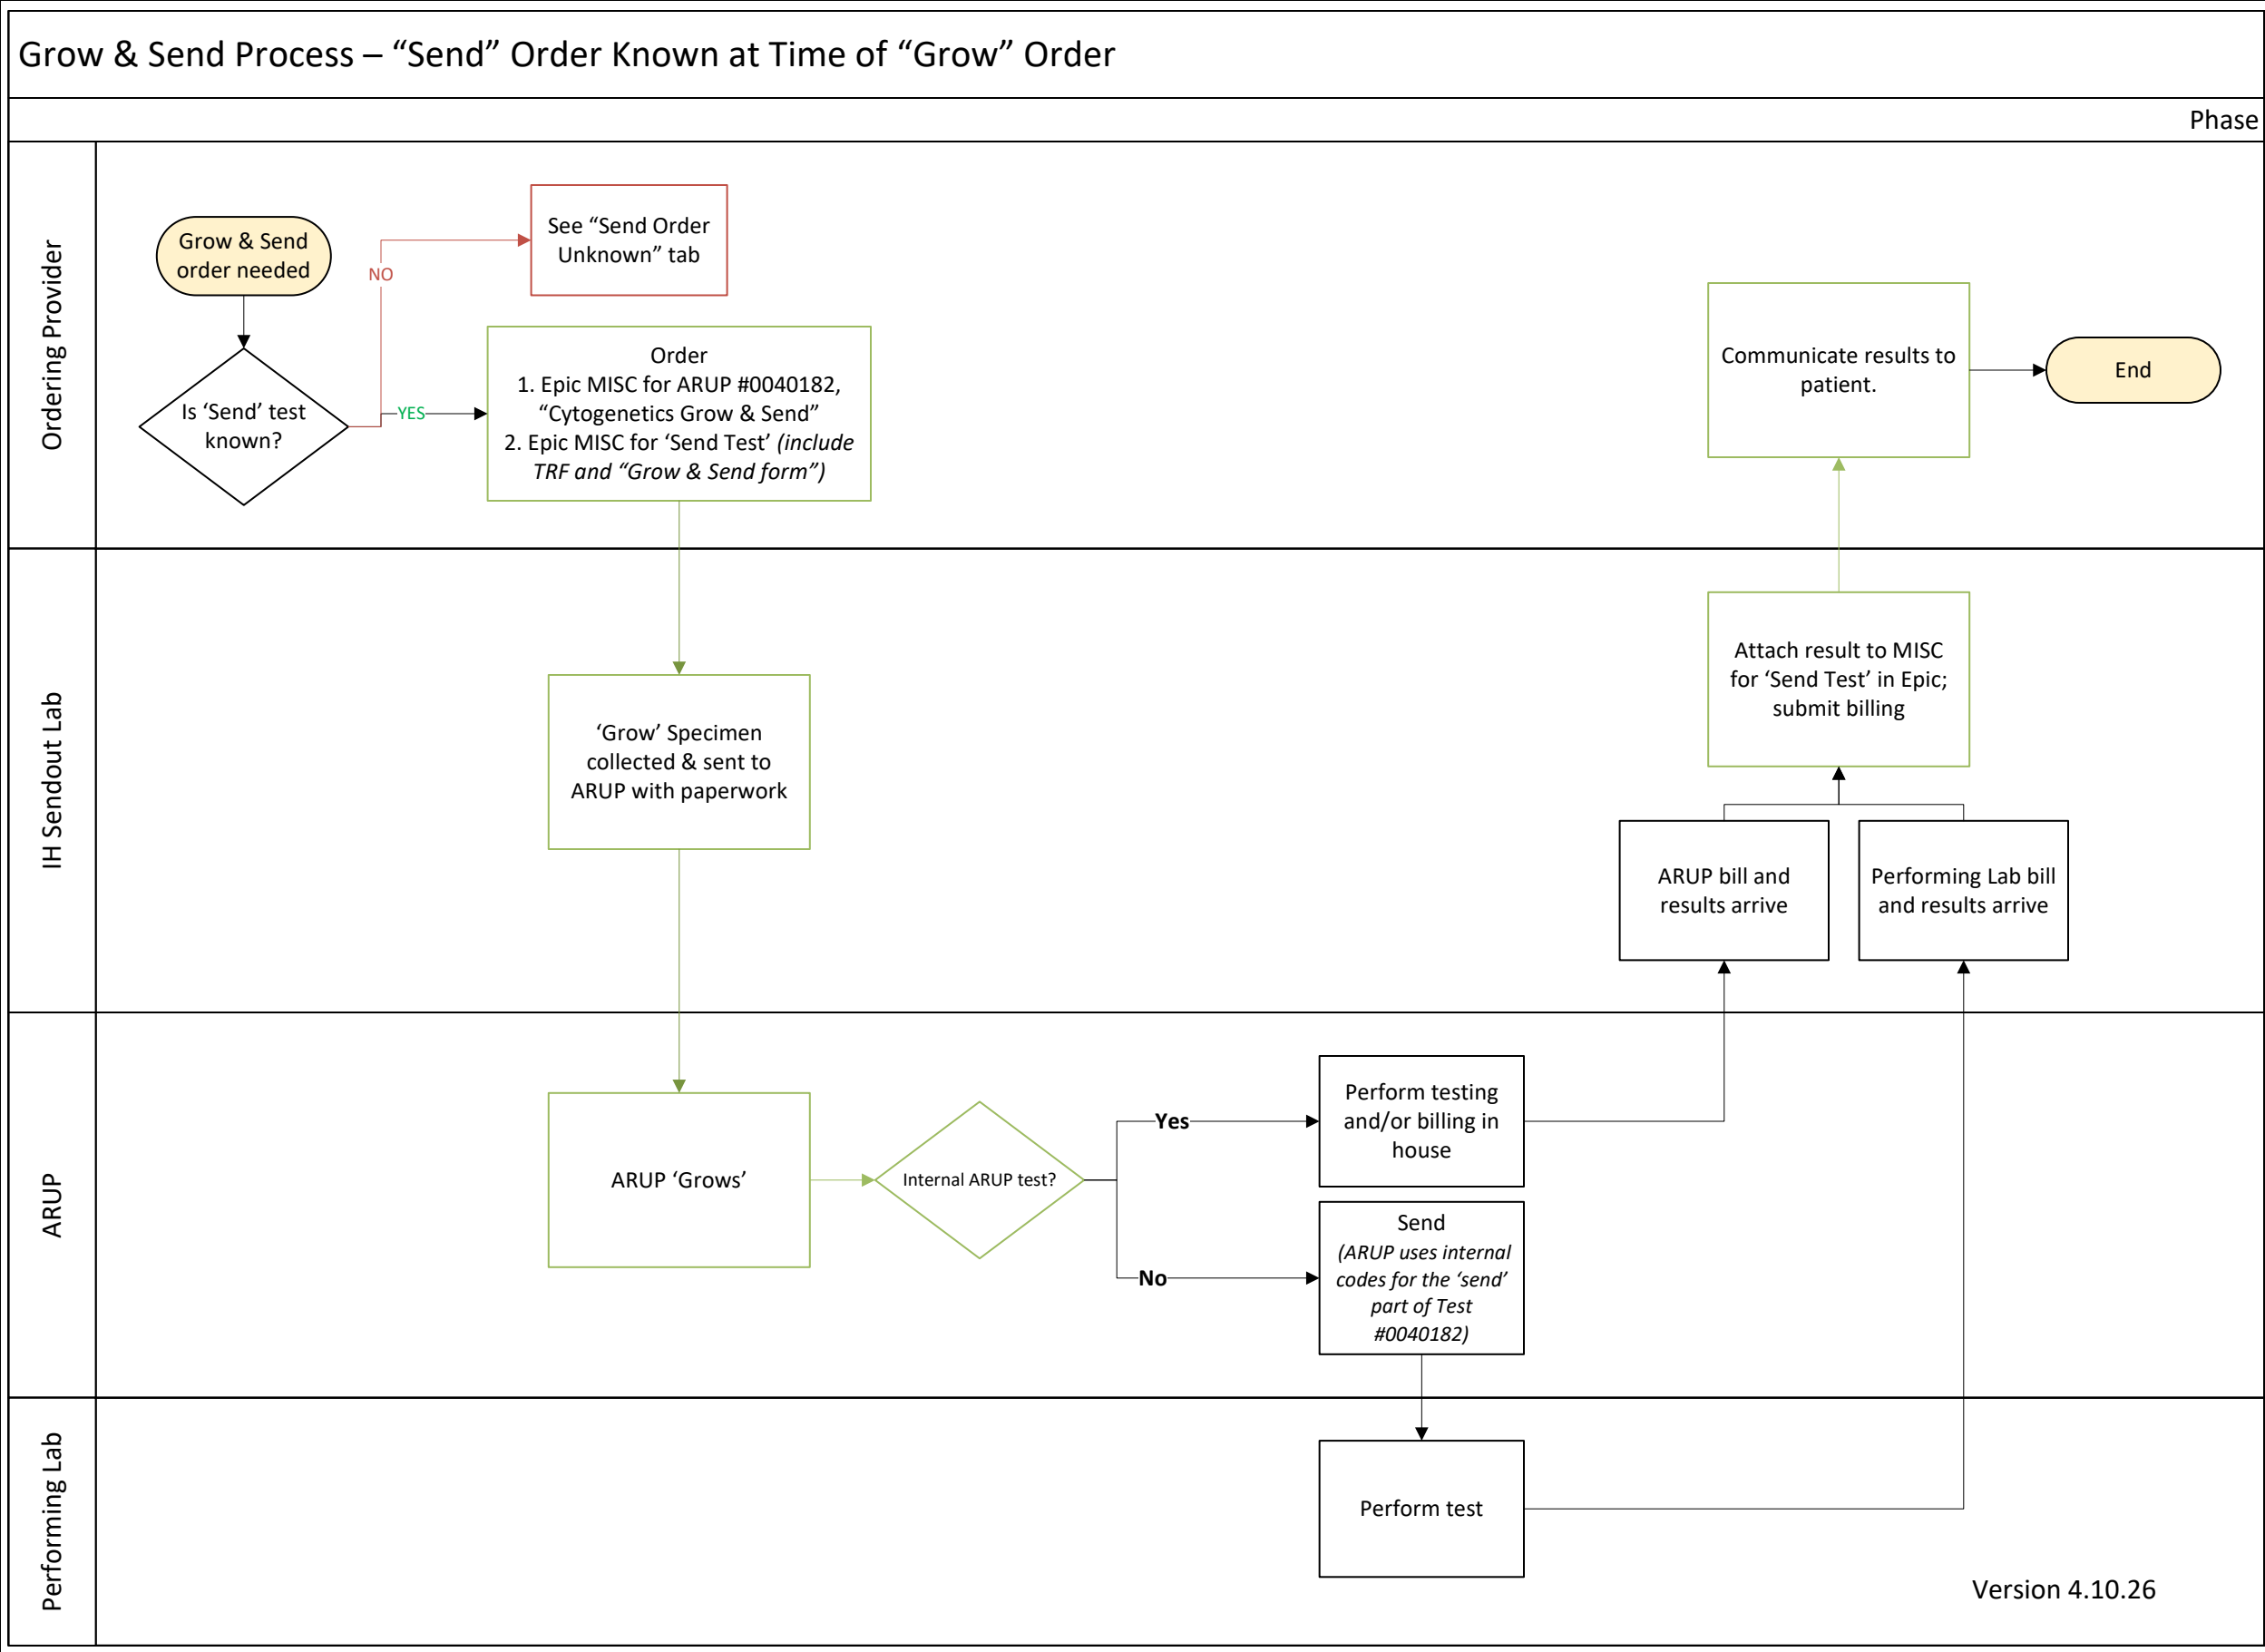 Grow & Send Process – “Send” Order Known at Time of “Grow” Order
Phase
Ordering Provider
Grow & Send
order needed
Is ‘Send’ test
known?
NO
See “Send Order
Unknown” tab
YES
Order
1. Epic MISC for ARUP #0040182,
“Cytogenetics Grow & Send”
2. Epic MISC for ‘Send Test’ (include
TRF and “Grow & Send form”)
Communicate results to
patient.
End
IH Sendout Lab
‘Grow’ Specimen
collected & sent to
ARUP with paperwork
Attach result to MISC
for ‘Send Test’ in Epic;
submit billing
ARUP bill and
results arrive
Performing Lab bill
and results arrive
ARUP
ARUP ‘Grows’
Internal ARUP test?
Yes
Perform testing
and/or billing in
house
No
Send
(ARUP uses internal
codes for the ‘send’
part of Test
#0040182)
Performing Lab
Perform test
Version 4.10.26